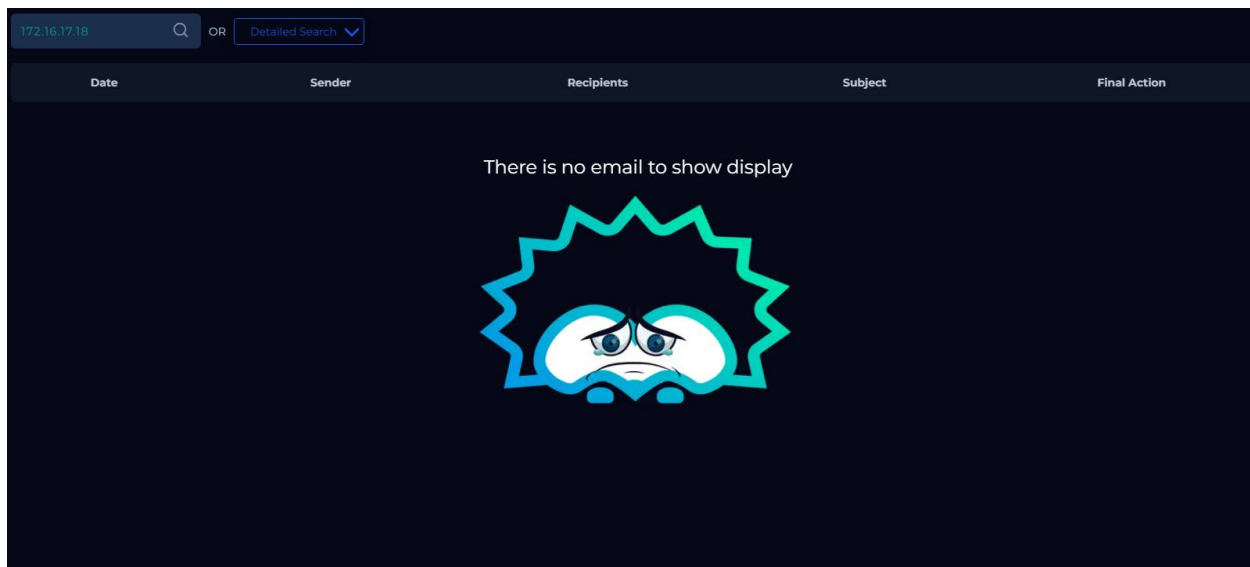 172.16.17.18 OR Detailed Search
Date Sender Recipients Subject Final Action
There is no email to show display